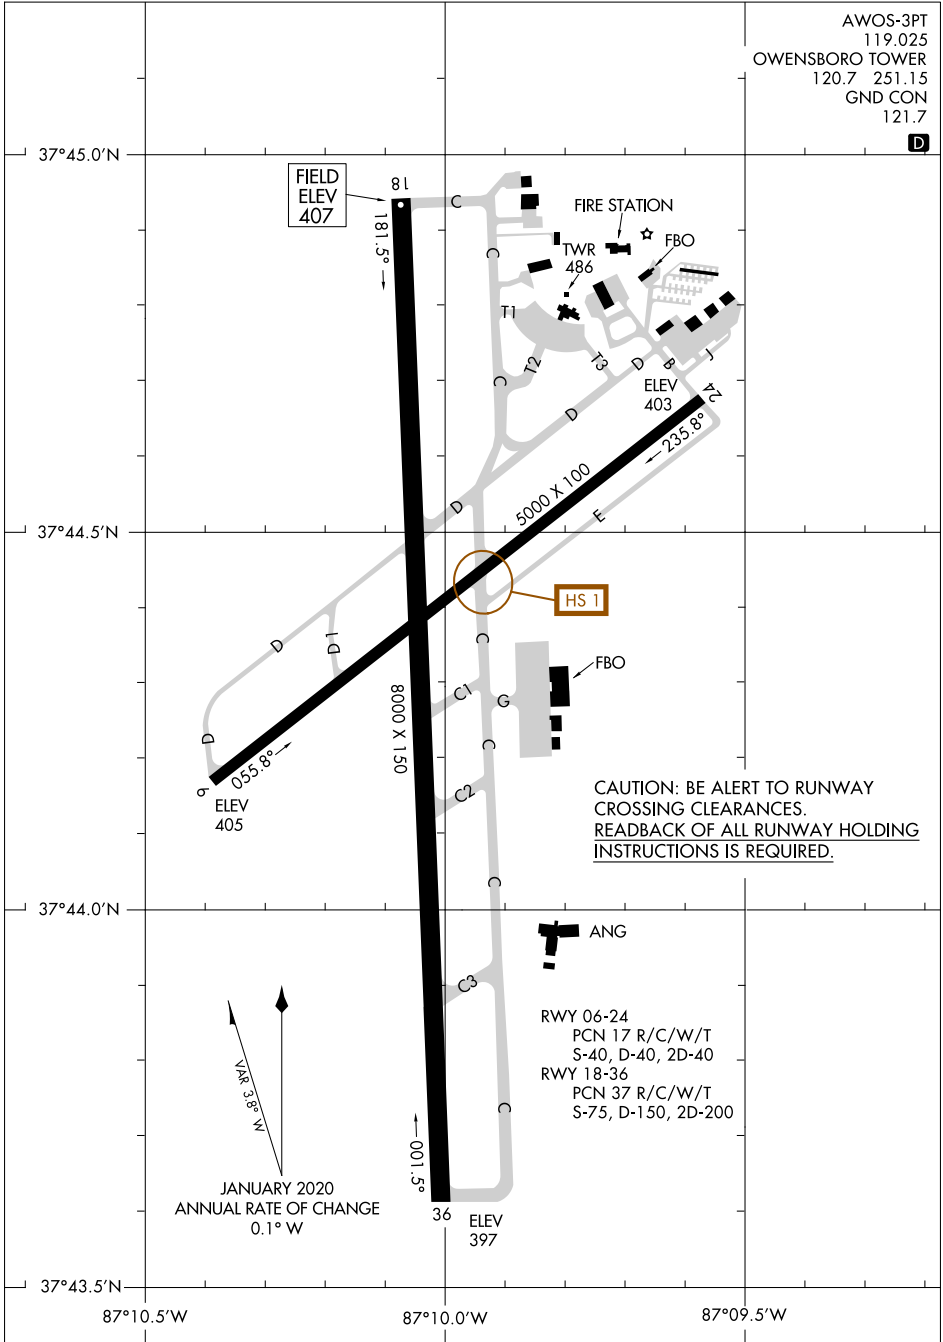 AWOS-3PT
119.025
OWENSBORO TOWER
120.7 251.15
GND CON
121.7
D
37°45.0'N
FIELD
ELEV
407
18
C
FIRE STATION
181.5°
C
TWR
486
FBO
T1
T2
T3
D
B
J
C
ELEV
403
24
D
235.8°
5000 X 100
D
E
37°44.5'N
HS 1
D
D1
C
FBO
C1
G
8000 X 150
D
C
055.8°
6
ELEV
405
C2
CAUTION: BE ALERT TO RUNWAY
CROSSING CLEARANCES.
READBACK OF ALL RUNWAY HOLDING
INSTRUCTIONS IS REQUIRED.
C
37°44.0'N
ANG
C3
RWY 06-24
PCN 17 R/C/W/T
S-40, D-40, 2D-40
RWY 18-36
PCN 37 R/C/W/T
S-75, D-150, 2D-200
VAR 3.8° W
C
001.5°
JANUARY 2020
ANNUAL RATE OF CHANGE
0.1° W
36
ELEV
397
37°43.5'N
87°10.5'W
87°10.0'W
87°09.5'W